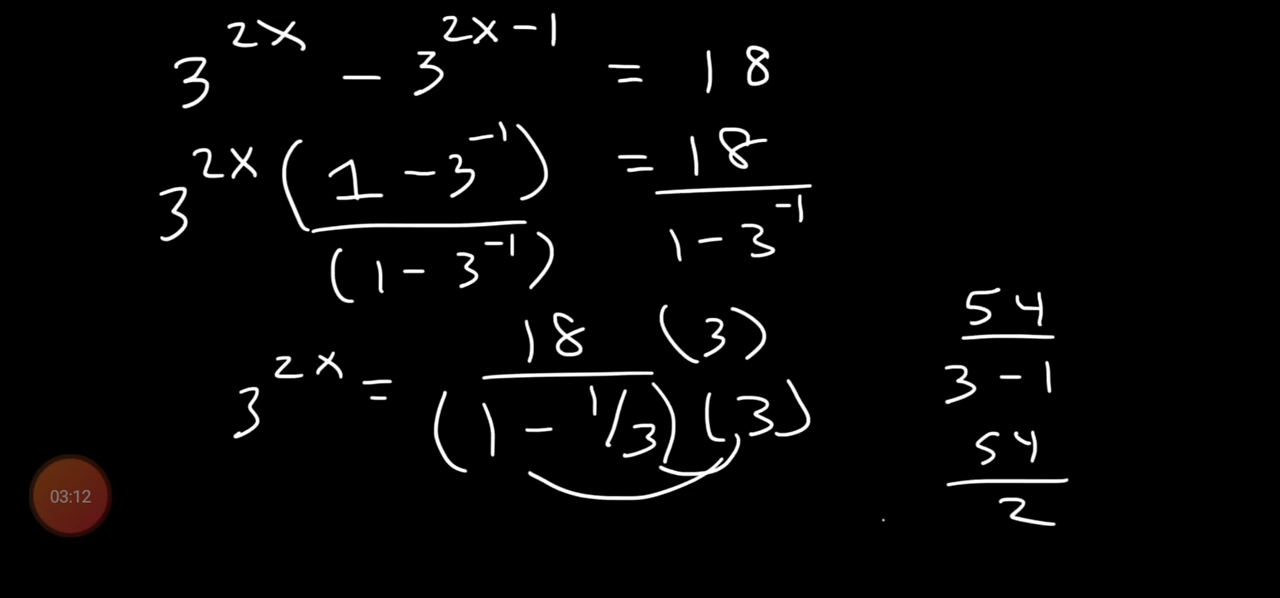 3^{2x} - 3^{2x-1} = 18
3^{2x} (1 - 3^{-1}) / (1 - 3^{-1}) = 18 / 1 - 3^{-1}
3^{2x} = 18 (3) / (1 - 1/3) (3)
54 / 3 - 1
54 / 2
03:12